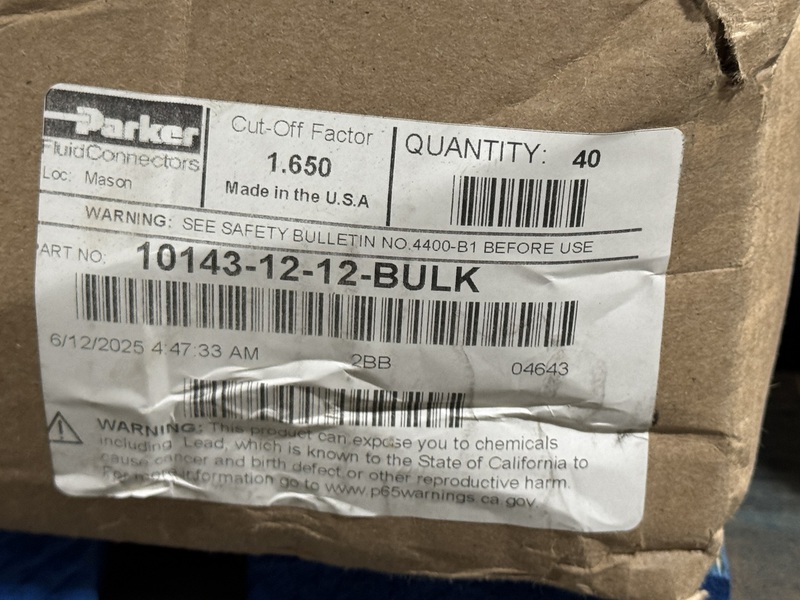 Parker
FluidConnectors
Loc: Mason
Cut-Off Factor
1.650
Made in the U.S.A
QUANTITY: 40
WARNING: SEE SAFETY BULLETIN NO.4400-B1 BEFORE USE
PART NO: 10143-12-12-BULK
6/12/2025 4:47:33 AM 2BB 04643
WARNING: This product can expose you to chemicals
including Lead, which is known to the State of California to
cause cancer and birth defect or other reproductive harm.
For more information go to www.p65warnings.ca.gov.